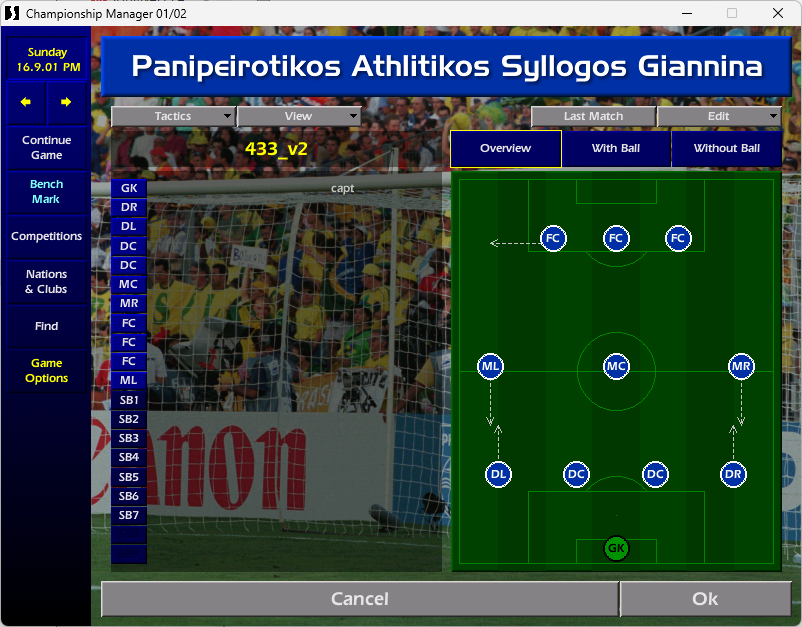 Championship Manager 01/02
Sunday
16.9.01 PM
Panipeirotikos Athlitikos Syllogos Giannina
Continue
Game
Bench
Mark
Competitions
Nations
& Clubs
Find
Game
Options
Tactics
View
Last Match
Edit
433_v2
Overview
With Ball
Without Ball
GK
capt
DR
DL
DC
DC
MC
MR
FC
FC
FC
ML
SB1
SB2
SB3
SB4
SB5
SB6
SB7
FC
FC
FC
ML
MC
MR
DL
DC
DC
DR
GK
Canon
Cancel
Ok